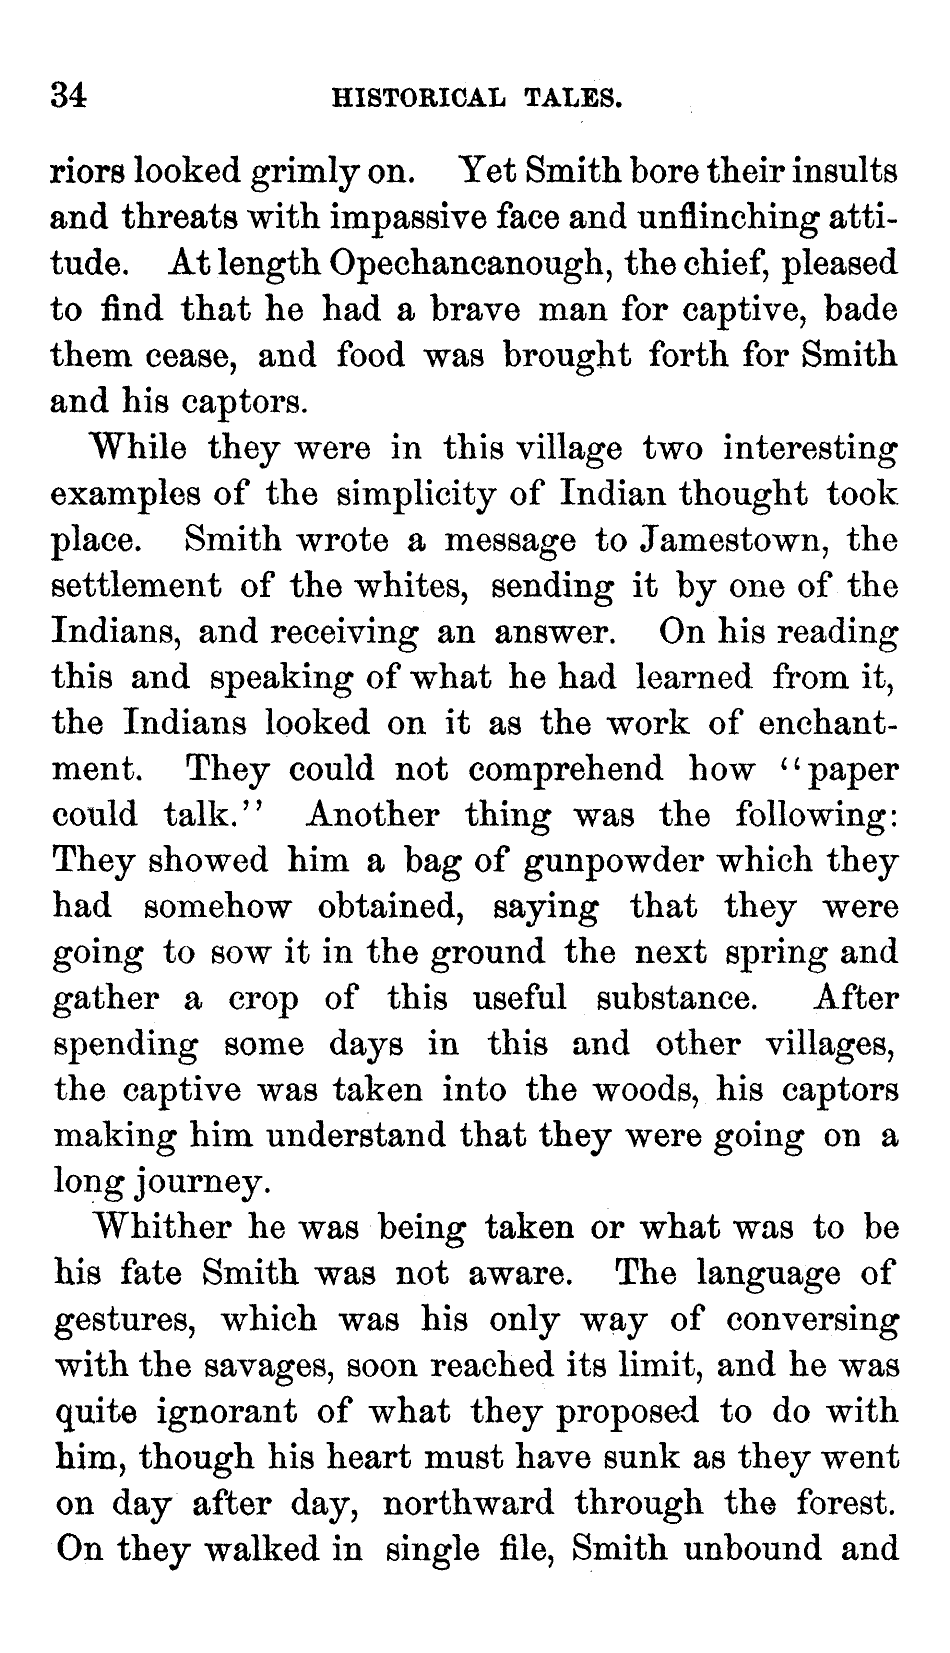 34 HISTORICAL TALES.
riors looked grimly on. Yet Smith bore their insults
and threats with impassive face and unflinching atti-
tude. At length Opechancanough, the chief, pleased
to find that he had a brave man for captive, bade
them cease, and food was brought forth for Smith
and his captors.
While they were in this village two interesting
examples of the simplicity of Indian thought took
place. Smith wrote a message to Jamestown, the
settlement of the whites, sending it by one of the
Indians, and receiving an answer. On his reading
this and speaking of what he had learned from it,
the Indians looked on it as the work of enchant-
ment. They could not comprehend how "paper
could talk." Another thing was the following:
They showed him a bag of gunpowder which they
had somehow obtained, saying that they were
going to sow it in the ground the next spring and
gather a crop of this useful substance. After
spending some days in this and other villages,
the captive was taken into the woods, his captors
making him understand that they were going on a
long journey.
Whither he was being taken or what was to be
his fate Smith was not aware. The language of
gestures, which was his only way of conversing
with the savages, soon reached its limit, and he was
quite ignorant of what they proposed to do with
him, though his heart must have sunk as they went
on day after day, northward through the forest.
On they walked in single file, Smith unbound and